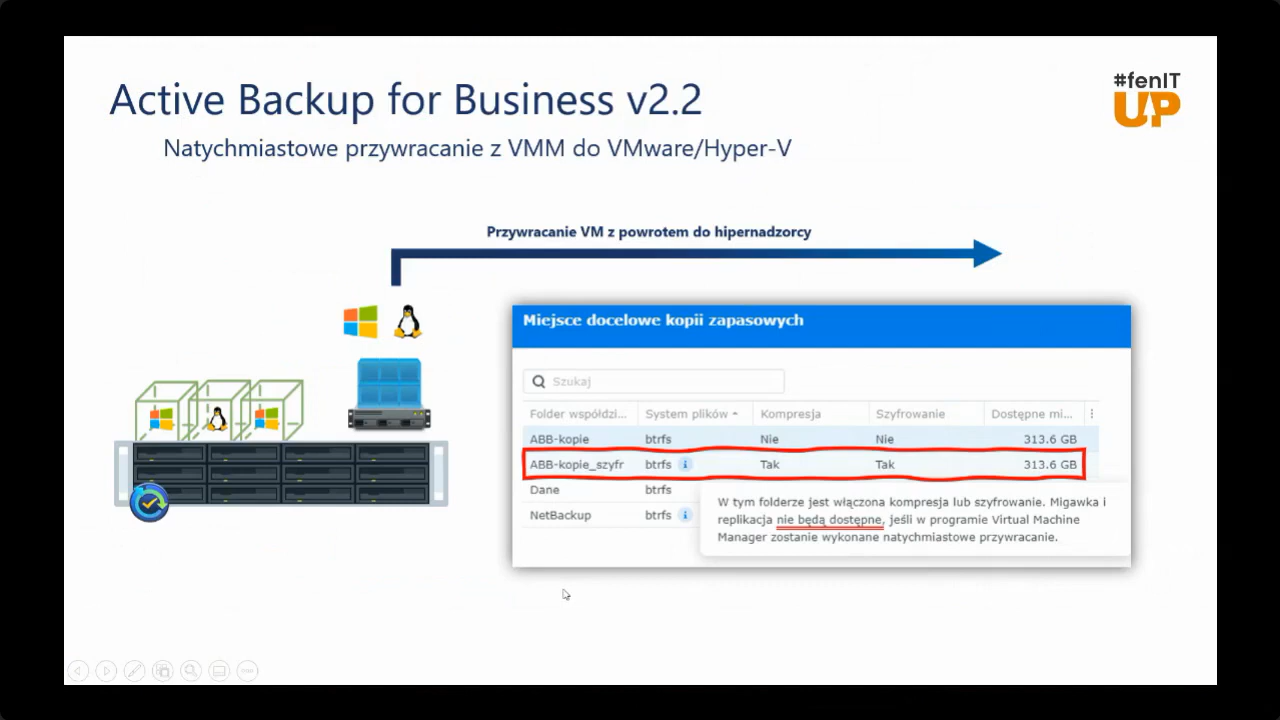 Active Backup for Business v2.2
#fenIT
UP
Natychmiastowe przywracanie z VMM do VMware/Hyper-V
Przywracanie VM z powrotem do hipernadzorcy
Miejsce docelowe kopii zapasowych
Szukaj
Folder współdzi... System plików Kompresja Szyfrowanie Dostępne mi...
ABB-kopie btrfs Nie Nie 313.6 GB
ABB-kopie_szyfr btrfs Tak Tak 313.6 GB
Dane btrfs
NetBackup btrfs
W tym folderze jest włączona kompresja lub szyfrowanie. Migawka i
replikacja nie będą dostępne, jeśli w programie Virtual Machine
Manager zostanie wykonane natychmiastowe przywracanie.